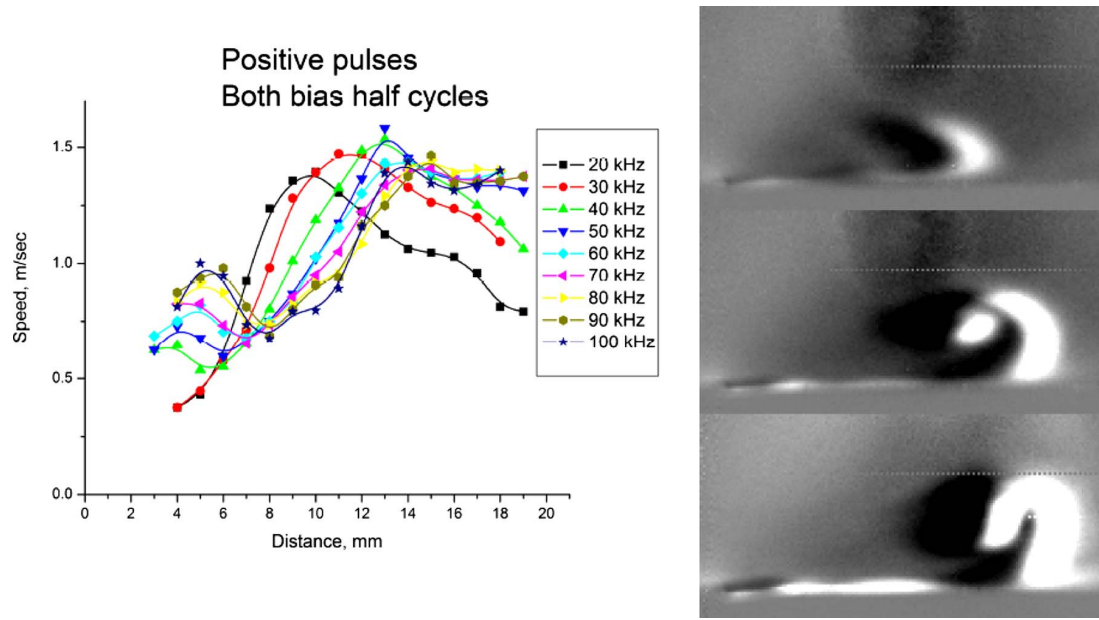 Positive pulses
Both bias half cycles
1.5
1.0
0.5
0.0
Speed, m/sec
0 2 4 6 8 10 12 14 16 18 20
Distance, mm
20 kHz
30 kHz
40 kHz
50 kHz
60 kHz
70 kHz
80 kHz
90 kHz
100 kHz